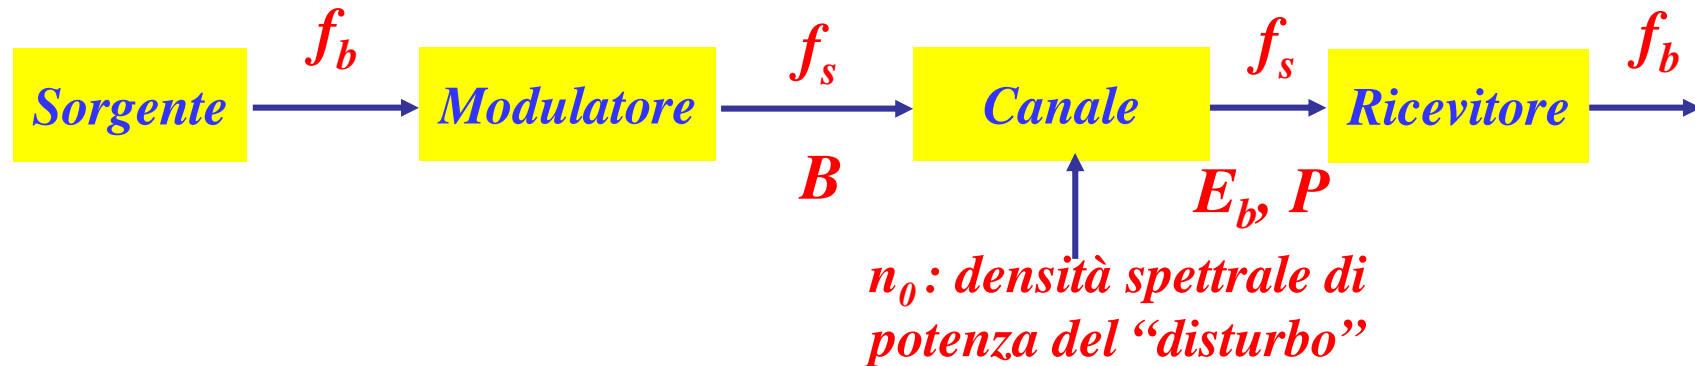 f_b
f_s
f_s
f_b
Sorgente
Modulatore
Canale
Ricevitore
B
E_b, P
n_0 : densità spettrale di
potenza del “disturbo”